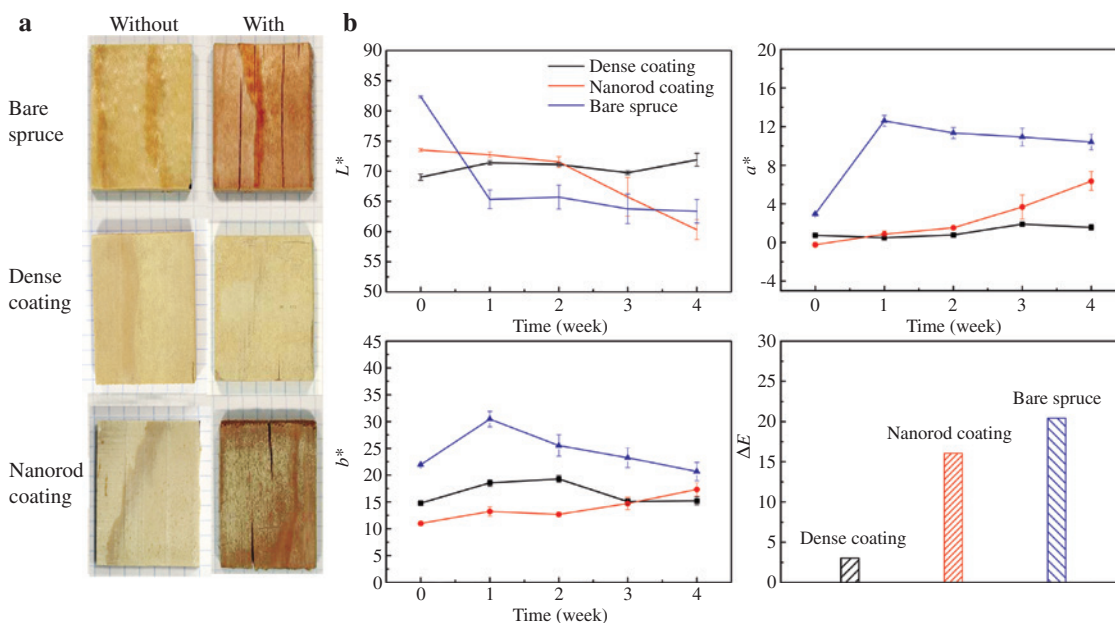 a
Without
With
Bare
spruce
Dense
coating
Nanorod
coating
b
90
85
80
75
70
65
60
55
50
L*
Dense coating
Nanorod coating
Bare spruce
0 1 2 3 4
Time (week)
20
16
12
8
4
0
-4
a*
0 1 2 3 4
Time (week)
45
40
35
30
25
20
15
10
5
0
b*
0 1 2 3 4
Time (week)
30
25
20
15
10
5
0
ΔE
Dense coating
Nanorod coating
Bare spruce